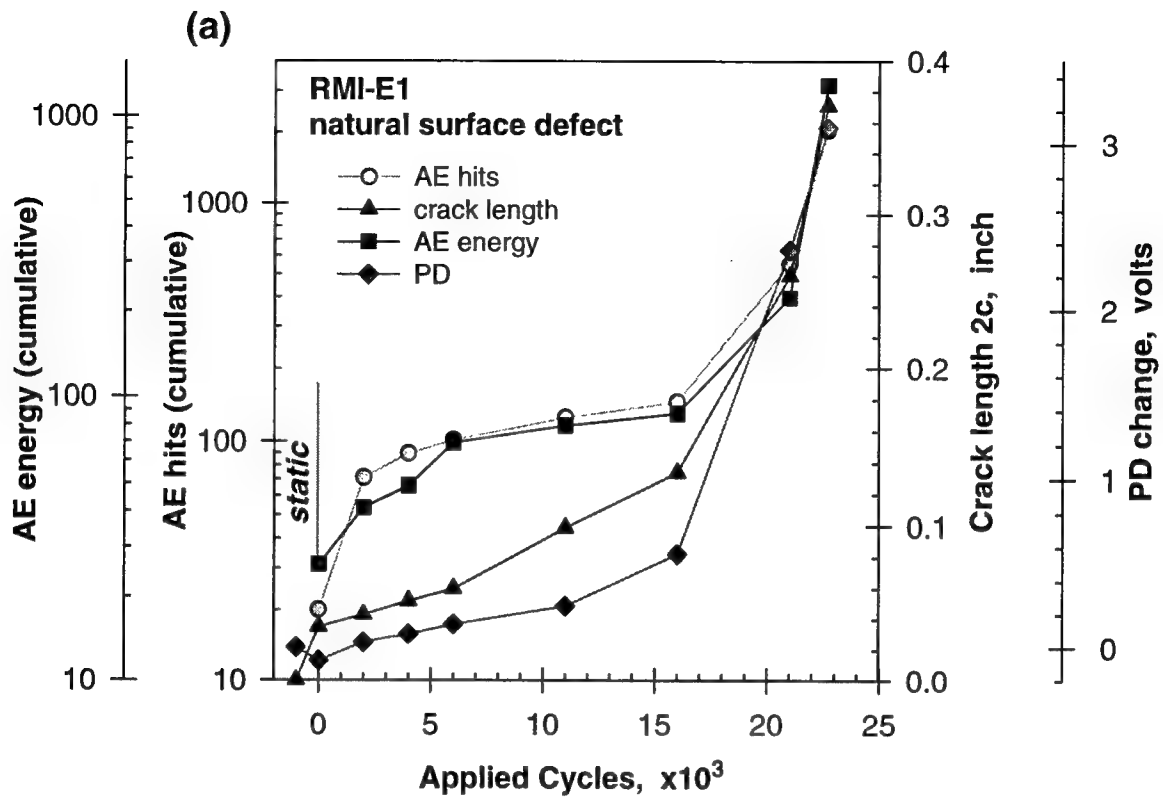 (a)
RMI-E1
natural surface defect
AE hits
crack length
AE energy
PD
static
AE energy (cumulative)
1000
100
10
AE hits (cumulative)
1000
100
10
0.4
0.3
0.2
0.1
0.0
Crack length 2c, inch
3
2
1
0
PD change, volts
0 5 10 15 20 25
Applied Cycles, x10³